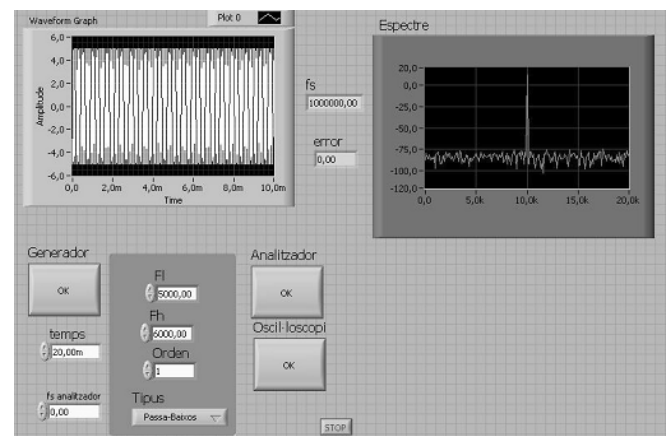 Waveform Graph
Plot 0
6,0
4,0
2,0
0,0
-2,0
-4,0
-6,0
Amplitude
0,0 2,0m 4,0m 6,0m 8,0m 10,0m
Time
fs
1000000,00
error
0,00
Espectre
20,0
0,0
-25,0
-50,0
-75,0
-100,0
-120,0
0,0 5,0k 10,0k 15,0k 20,0k
Generador
OK
temps
20,00m
fs analitzador
0,00
Fl
5000,00
Fh
6000,00
Orden
1
Tipus
Passa-Baixos
Analitzador
OK
Oscil·loscopi
OK
STOP